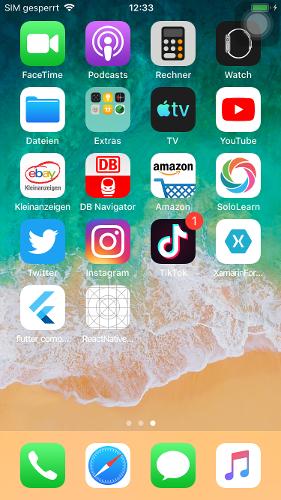 SIM gesperrt 12:33
FaceTime Podcasts Rechner Watch
tv
Dateien Extras TV YouTube
ebay
Kleinanzeigen
DB
amazon
Kleinanzeigen DB Navigator Amazon SoloLearn
1
Twitter Instagram TikTok XamarinFor...
flutter_comp... ReactNative...